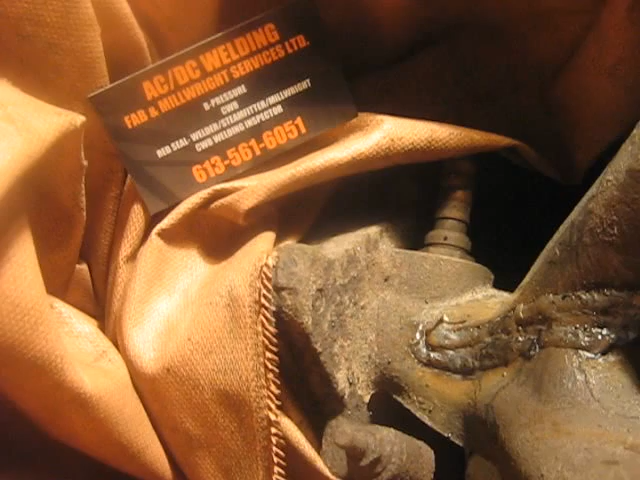 AC/DC WELDING
FAB & MILLWRIGHT SERVICES LTD.
B-PRESSURE
CWB
RED SEAL- WELDER/STEAMFITTER/MILLWRIGHT
CWB WELDING INSPECTOR
613-561-6051